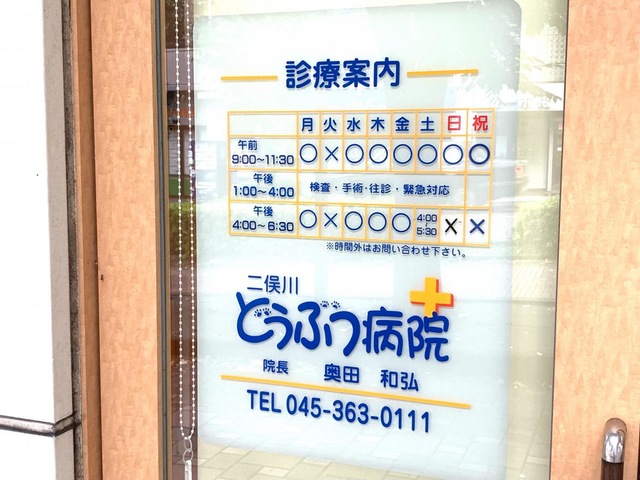 診療案内
月 火 水 木 金 土 日 祝
午前 9:00～11:30 ○ × ○ ○ ○ ○ ○ ○
午後 1:00～4:00 検査・手術・往診・緊急対応
午後 4:00～6:30 ○ × ○ ○ ○ 4:00～5:30 × ×
※時間外はお問い合わせ下さい。
二俣川
どうぶつ病院
院長 奥田 和弘
TEL 045-363-0111